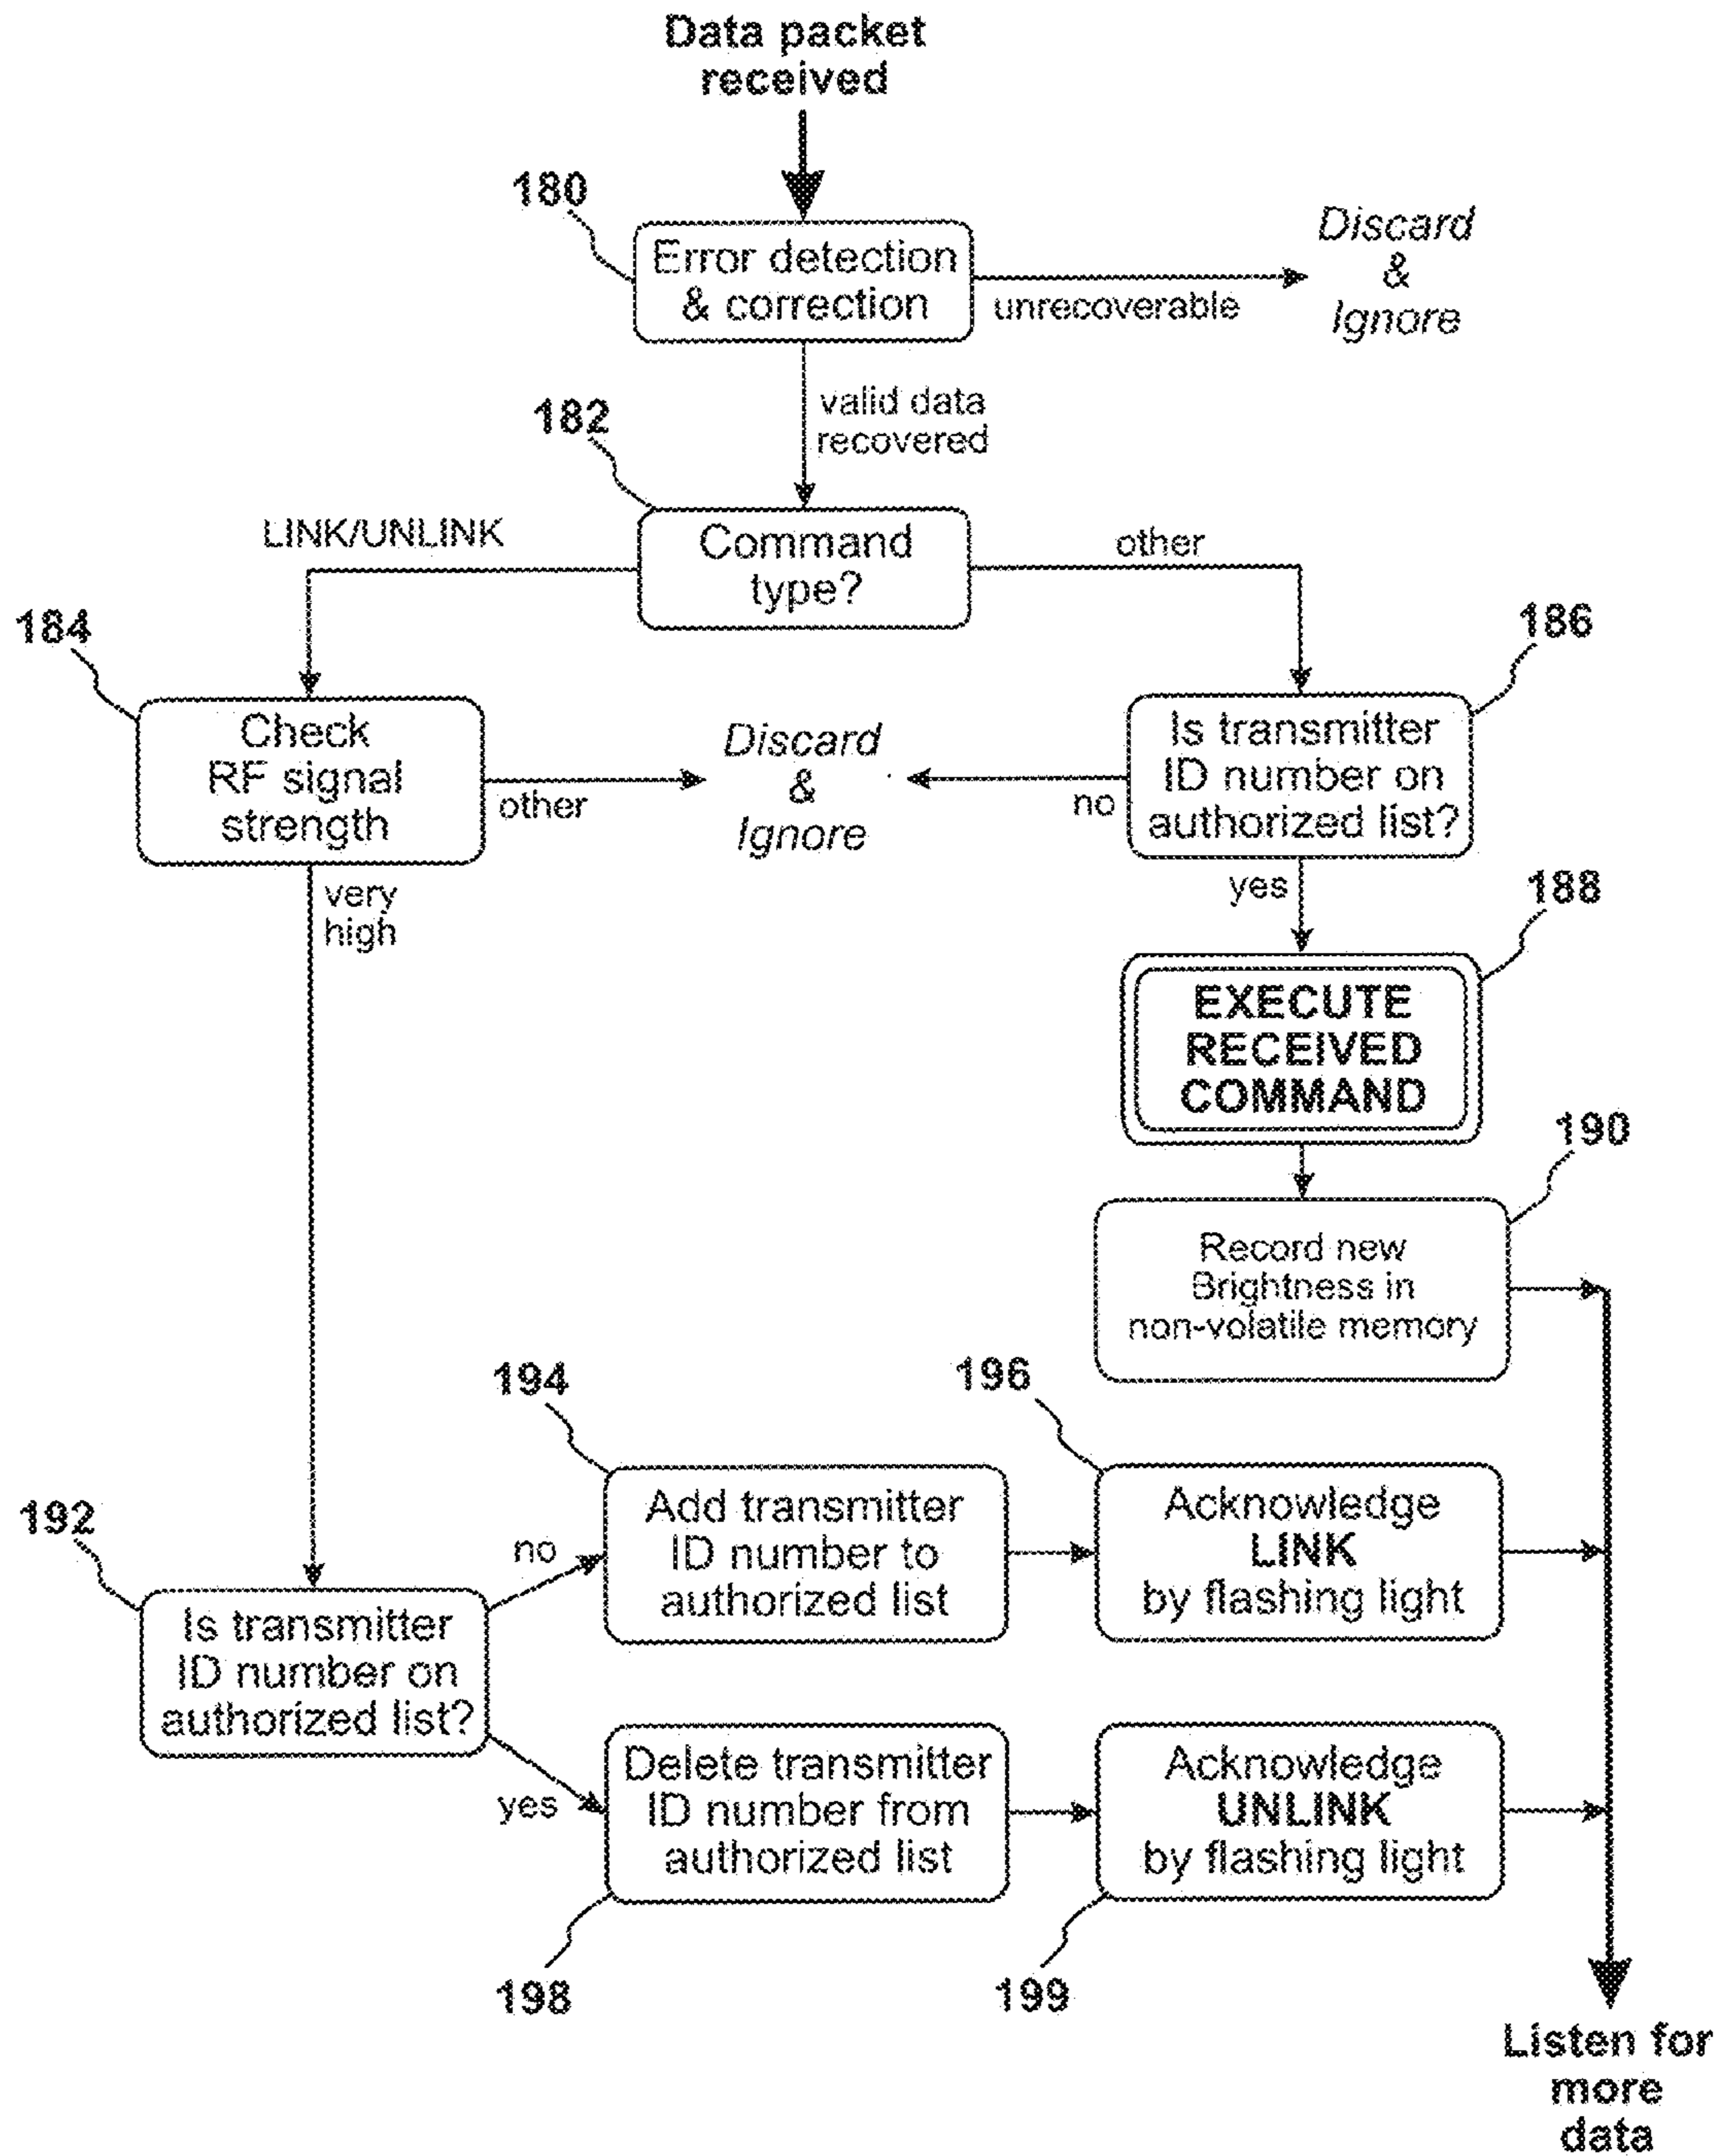 Data packet
received
180
Error detection
& correction
unrecoverable
Discard
&
Ignore
valid data
recovered
182
Command
type?
LINK/UNLINK
other
184
Check
RF signal
strength
other
Discard
&
Ignore
186
Is transmitter
ID number on
authorized list?
no
yes
very
high
188
EXECUTE
RECEIVED
COMMAND
190
Record new
Brightness in
non-volatile memory
192
Is transmitter
ID number on
authorized list?
no
194
Add transmitter
ID number to
authorized list
196
Acknowledge
LINK
by flashing light
yes
Delete transmitter
ID number from
authorized list
198
Acknowledge
UNLINK
by flashing light
199
Listen for
more
data